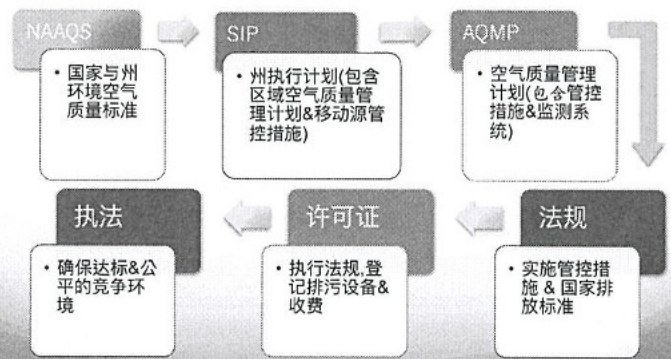 NAAQS
• 国家与州
环境空气
质量标准
SIP
• 州执行计划(包含
区域空气质量管
理计划&移动源管
控措施)
AQMP
• 空气质量管理
计划(包含管控
措施&监测系
统)
法规
• 实施管控措
施 & 国家排
放标准
许可证
• 执行法规,登
记排污设备&
收费
执法
• 确保达标&公
平的竞争环
境